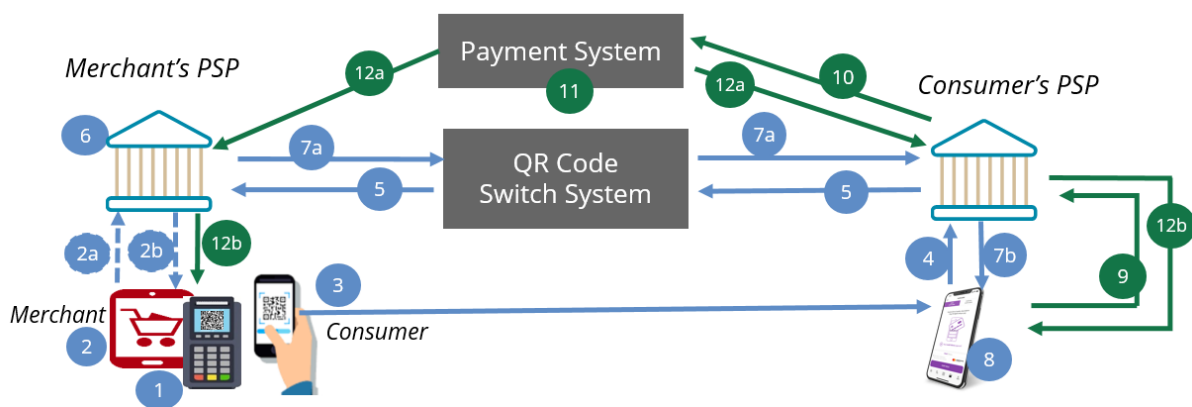 Payment System
Merchant's PSP
12a
11
12a
10
Consumer's PSP
6
7a
QR Code
Switch System
7a
5
5
2a
2b
12b
4
7b
9
12b
3
Merchant
Consumer
2
1
8